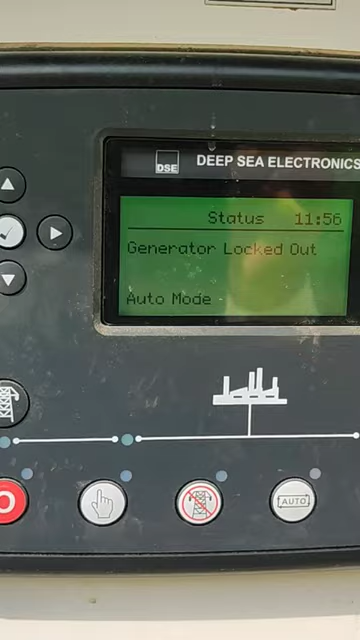 DSE
DEEP SEA ELECTRONICS
Status 11:56
Generator Locked Out
Auto Mode
O
AUTO